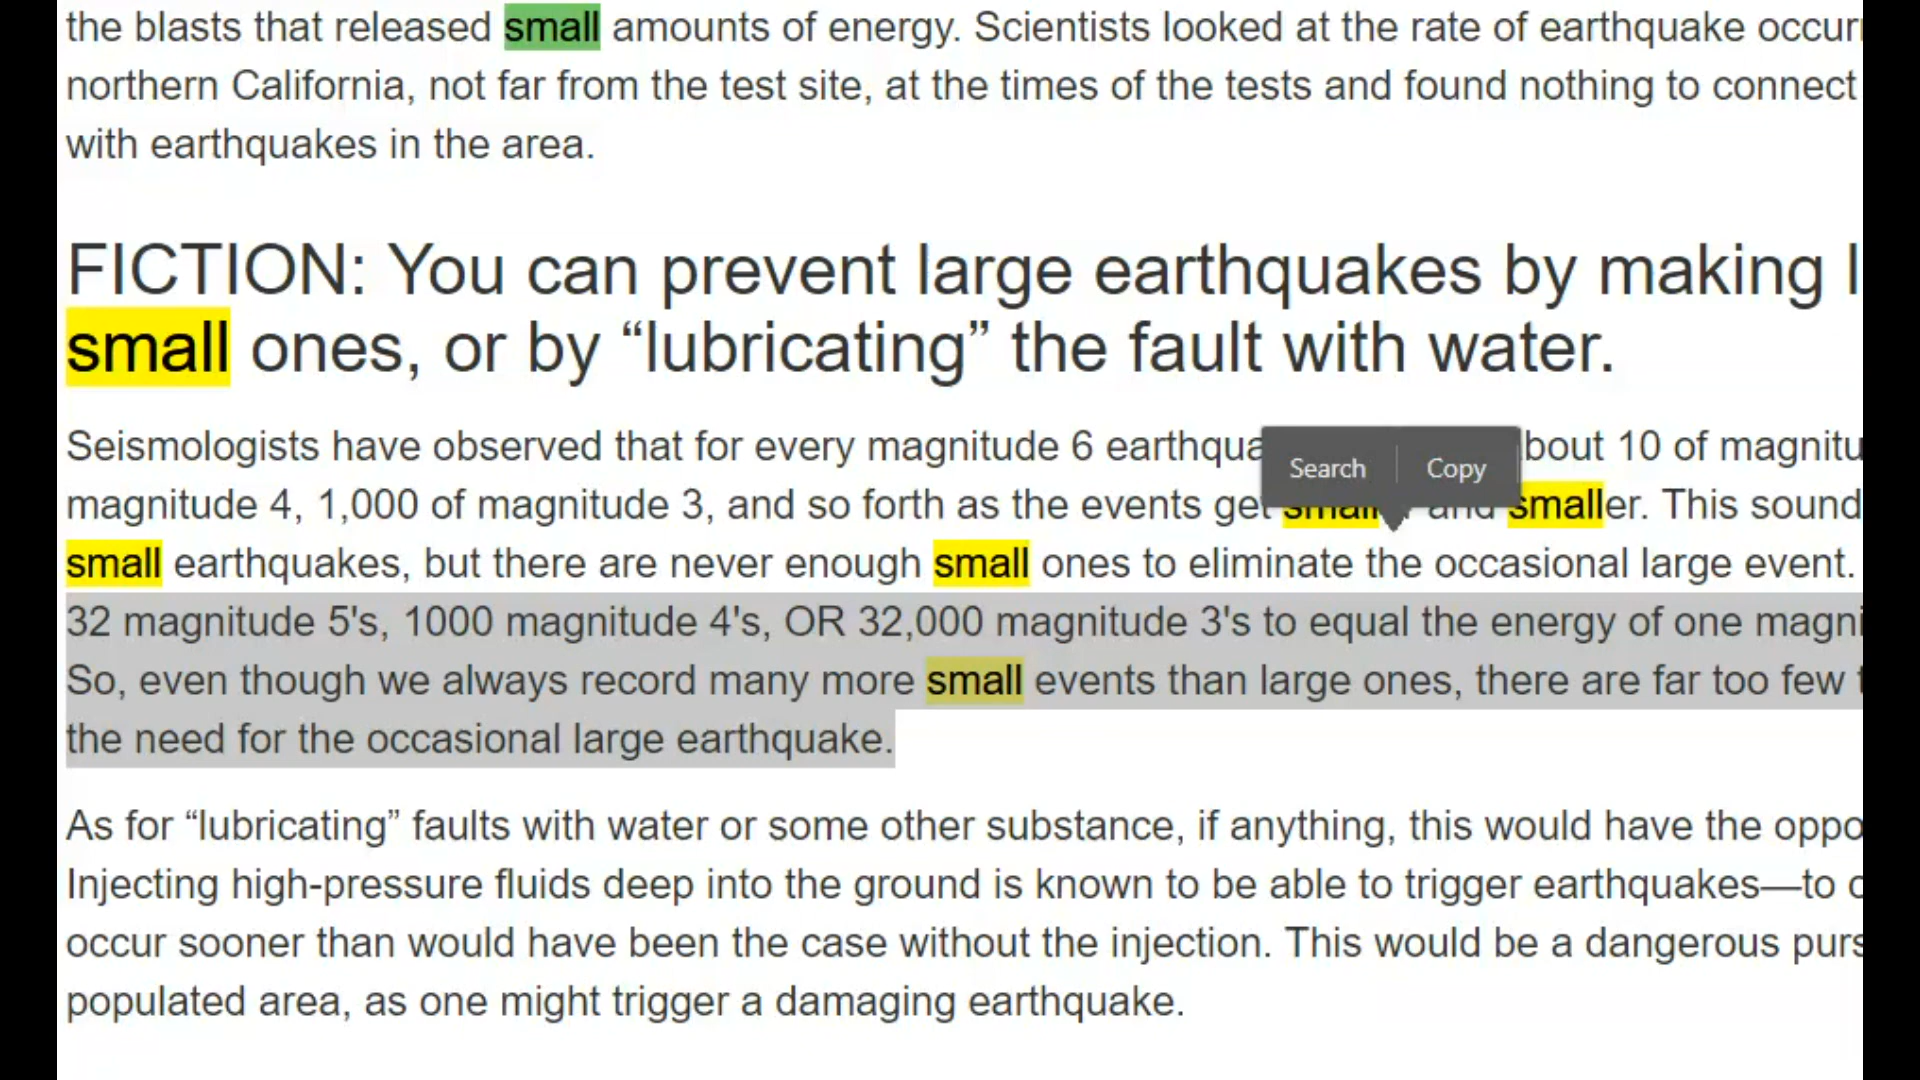 the blasts that released small amounts of energy. Scientists looked at the rate of earthquake
northern California, not far from the test site, at the times of the tests and found nothing to connect
with earthquakes in the area.
FICTION: You can prevent large earthquakes by making
small ones, or by “lubricating” the fault with water.
Seismologists have observed that for every magnitude 6 10 of
Search Copy
magnitude 4, 1,000 of magnitude 3, and so forth as the events get and smaller. This
small earthquakes, but there are never enough small ones to eliminate the occasional large event.
32 magnitude 5's, 1000 magnitude 4's, OR 32,000 magnitude 3's to equal the energy of one
So, even though we always record many more small events than large ones, there are far too few
the need for the occasional large earthquake.
As for “lubricating” faults with water or some other substance, if anything, this would have the
Injecting high-pressure fluids deep into the ground is known to be able to trigger earthquakes—to
occur sooner than would have been the case without the injection. This would be a dangerous
populated area, as one might trigger a damaging earthquake.